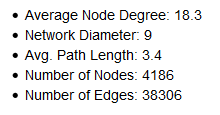 • Average Node Degree: 18.3
• Network Diameter: 9
• Avg. Path Length: 3.4
• Number of Nodes: 4186
• Number of Edges: 38306